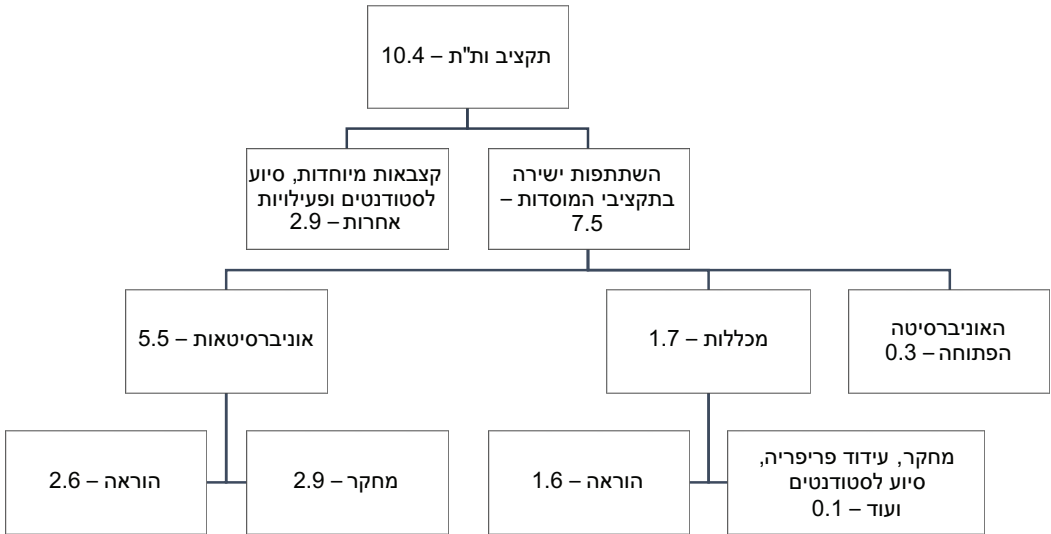 תקציב ות"ת – 10.4
השתתפות ישירה
בתקציבי המוסדות –
7.5
קצבאות מיוחדות, סיוע
לסטודנטים ופעילויות
אחרות – 2.9
האוניברסיטה
הפתוחה – 0.3
מכללות – 1.7
אוניברסיטאות – 5.5
מחקר, עידוד פריפריה,
סיוע לסטודנטים
ועוד – 0.1
הוראה – 1.6
מחקר – 2.9
הוראה – 2.6